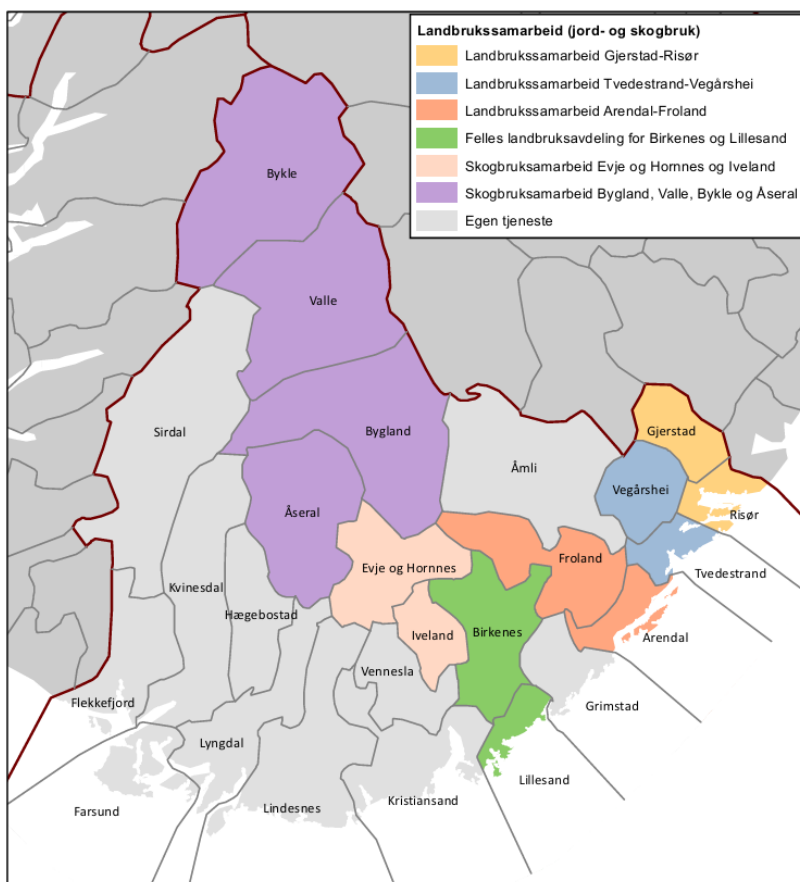 Landbrukssamarbeid (jord- og skogbruk)
Landbrukssamarbeid Gjerstad-Risør
Landbrukssamarbeid Tvedestrand-Vegårshei
Landbrukssamarbeid Arendal-Froland
Felles landbruksavdeling for Birkenes og Lillesand
Skogbruksamarbeid Evje og Hornnes og Iveland
Skogbruksamarbeid Bygland, Valle, Bykle og Åseral
Egen tjeneste
Bykle
Valle
Sirdal
Bygland
Gjerstad
Åmli
Vegårshei
Åseral
Risør
Froland
Evje og Hornnes
Tvedestrand
Kvinesdal
Hægebostad
Iveland
Birkenes
Arendal
Vennesla
Flekkefjord
Grimstad
Lyngdal
Lillesand
Farsund
Lindesnes
Kristiansand